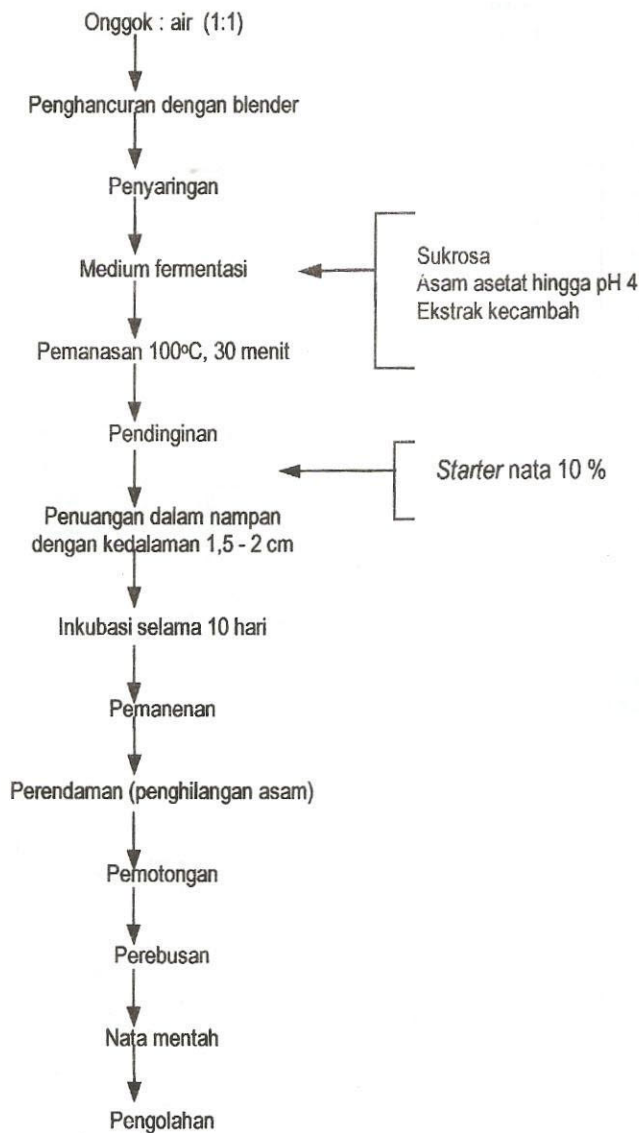 Onggok : air (1:1)
Penghancuran dengan blender
Penyaringan
Medium fermentasi
Sukrosa
Asam asetat hingga pH 4
Ekstrak kecambah
Pemanasan 100ºC, 30 menit
Pendinginan
Starter nata 10 %
Penuangan dalam nampan
dengan kedalaman 1,5 - 2 cm
Inkubasi selama 10 hari
Pemanenan
Perendaman (penghilangan asam)
Pemotongan
Perebusan
Nata mentah
Pengolahan